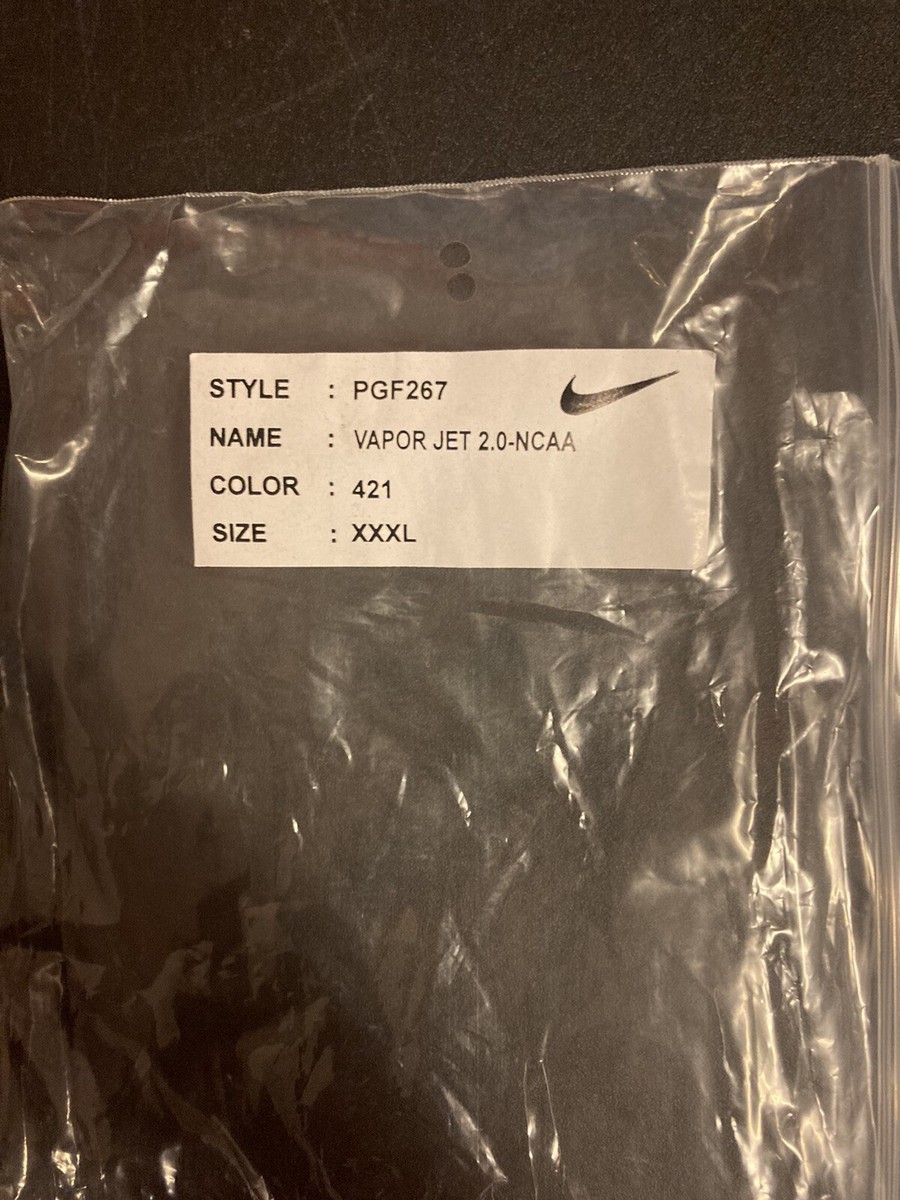 STYLE : PGF267
NAME : VAPOR JET 2.0-NCAA
COLOR : 421
SIZE : XXXL